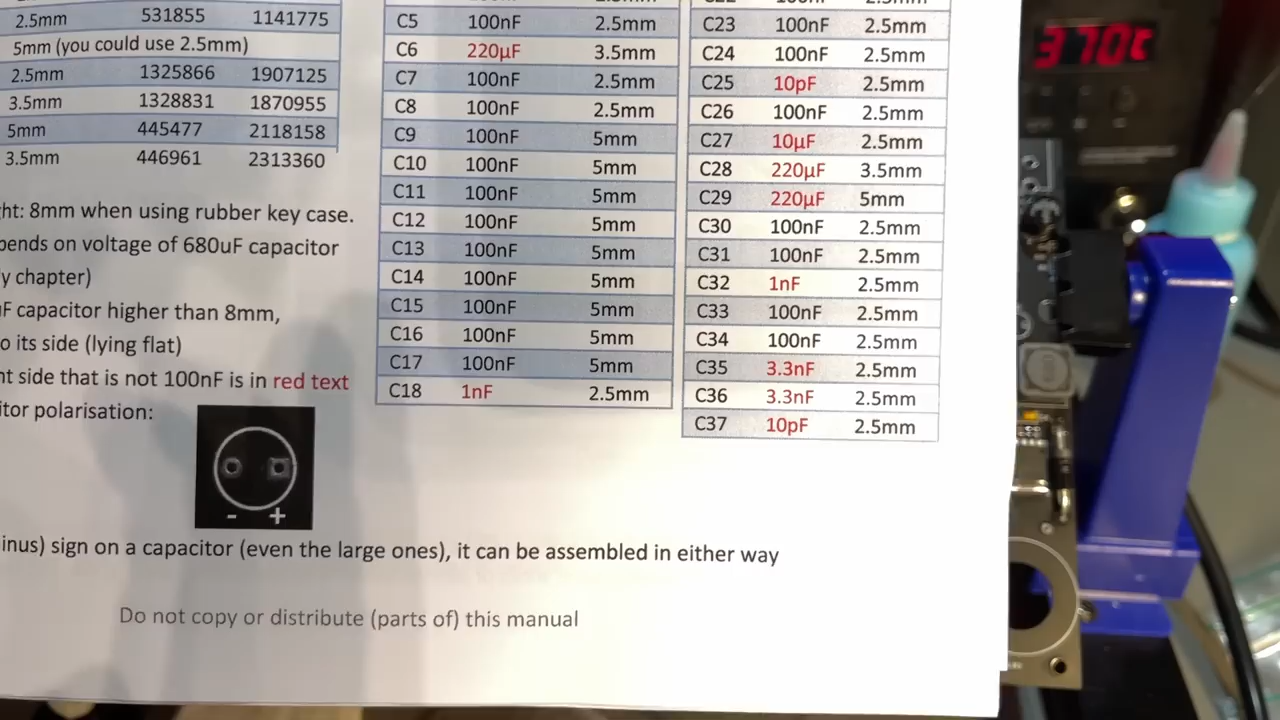 2.5mm 531855 1141775
5mm (you could use 2.5mm)
2.5mm 1325866 1907125
3.5mm 1328831 1870955
5mm 445477 2118158
3.5mm 446961 2313360
ht: 8mm when using rubber key case.
pends on voltage of 680uF capacitor
y chapter)
F capacitor higher than 8mm,
o its side (lying flat)
nt side that is not 100nF is in red text
itor polarisation:
- +
C5 100nF 2.5mm
C6 220µF 3.5mm
C7 100nF 2.5mm
C8 100nF 2.5mm
C9 100nF 5mm
C10 100nF 5mm
C11 100nF 5mm
C12 100nF 5mm
C13 100nF 5mm
C14 100nF 5mm
C15 100nF 5mm
C16 100nF 5mm
C17 100nF 5mm
C18 1nF 2.5mm
C23 100nF 2.5mm
C24 100nF 2.5mm
C25 10pF 2.5mm
C26 100nF 2.5mm
C27 10µF 2.5mm
C28 220µF 3.5mm
C29 220µF 5mm
C30 100nF 2.5mm
C31 100nF 2.5mm
C32 1nF 2.5mm
C33 100nF 2.5mm
C34 100nF 2.5mm
C35 3.3nF 2.5mm
C36 3.3nF 2.5mm
C37 10pF 2.5mm
inus) sign on a capacitor (even the large ones), it can be assembled in either way
Do not copy or distribute (parts of) this manual
370t